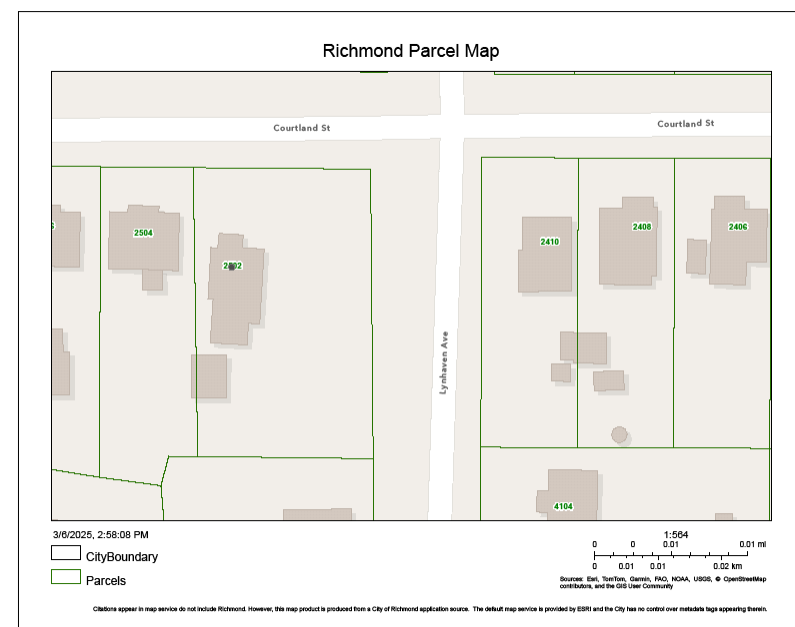 Richmond Parcel Map
Courtland St
Courtland St
2504
2410
2408
2406
Lynhaven Ave
4104
3/6/2025, 2:58:08 PM
CityBoundary
Parcels
1:564
0 0 0.01 0.01 mi
0 0.01 0.01 0.02 km
Sources: Esri, TomTom, Garmin, FAO, NOAA, USGS, © OpenStreetMap
contributors, and the GIS User Community
Citations appear in map service do not include Richmond. However, this map product is produced from a City of Richmond application source. The default map service is provided by ESRI and the City has no control over metadata tags appearing therein.